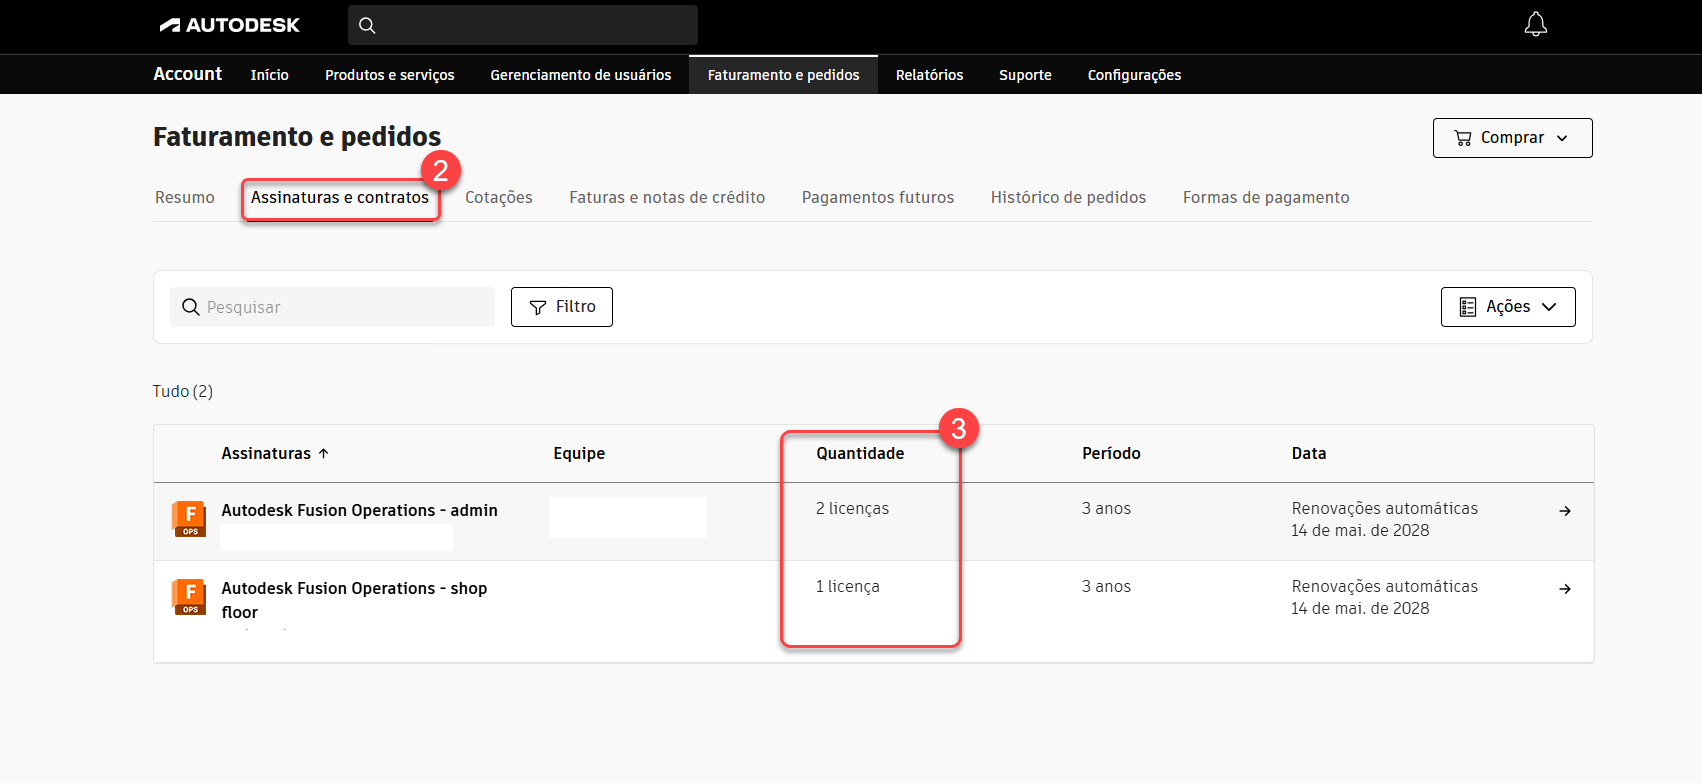 AUTODESK
Account Início Produtos e serviços Gerenciamento de usuários Faturamento e pedidos Relatórios Suporte Configurações
Faturamento e pedidos
Comprar
2
Resumo Assinaturas e contratos Cotações Faturas e notas de crédito Pagamentos futuros Histórico de pedidos Formas de pagamento
Pesquisar Filtro Ações
Tudo (2)
3
Assinaturas ↑ Equipe Quantidade Período Data
F OPS
Autodesk Fusion Operations - admin 2 licenças 3 anos Renovações automáticas
14 de mai. de 2028
F OPS
Autodesk Fusion Operations - shop 1 licença 3 anos Renovações automáticas
floor 14 de mai. de 2028